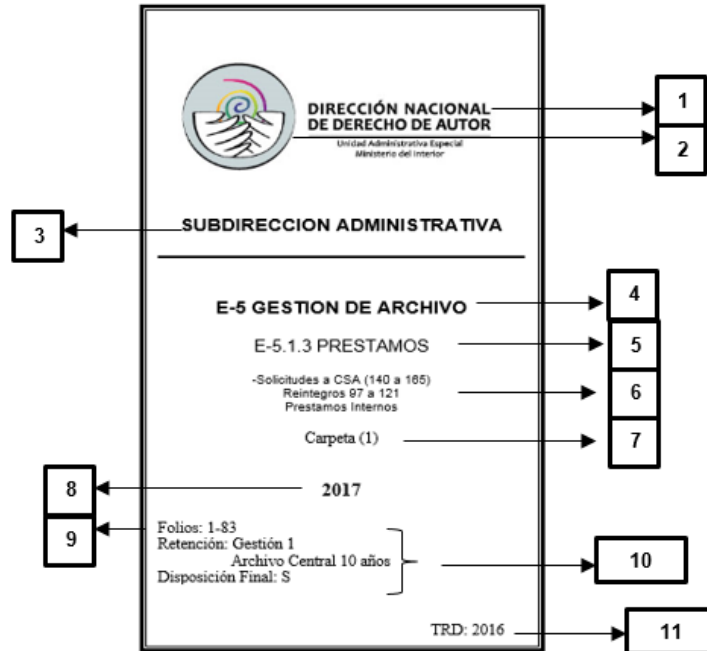 DIRECCIÓN NACIONAL
DE DERECHO DE AUTOR
Unidad Administrativa Especial
Ministerio del Interior
1
2
SUBDIRECCION ADMINISTRATIVA
3
E-5 GESTION DE ARCHIVO
4
E-5.1.3 PRESTAMOS
5
-Solicitudes a CSA (140 a 165)
Reintegros 97 a 121
Prestamos Internos
6
Carpeta (1)
7
8
2017
9
Folios: 1-83
Retención: Gestión 1
Archivo Central 10 años
Disposición Final: S
10
TRD: 2016
11